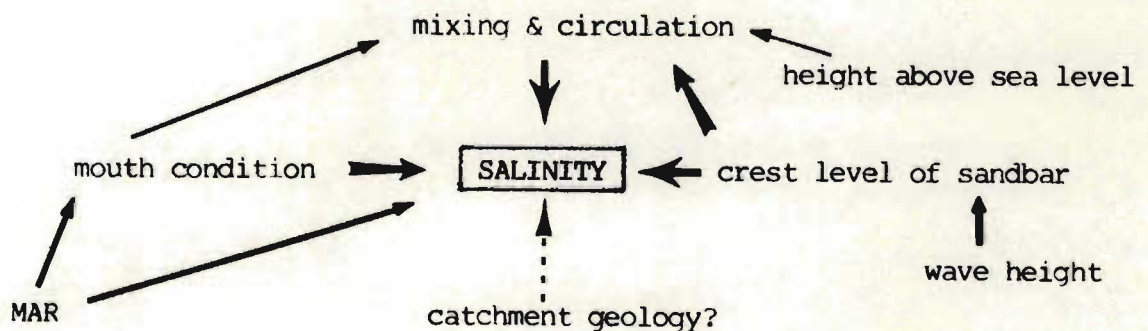 mixing & circulation
height above sea level
mouth condition
SALINITY
crest level of sandbar
wave height
MAR
catchment geology?